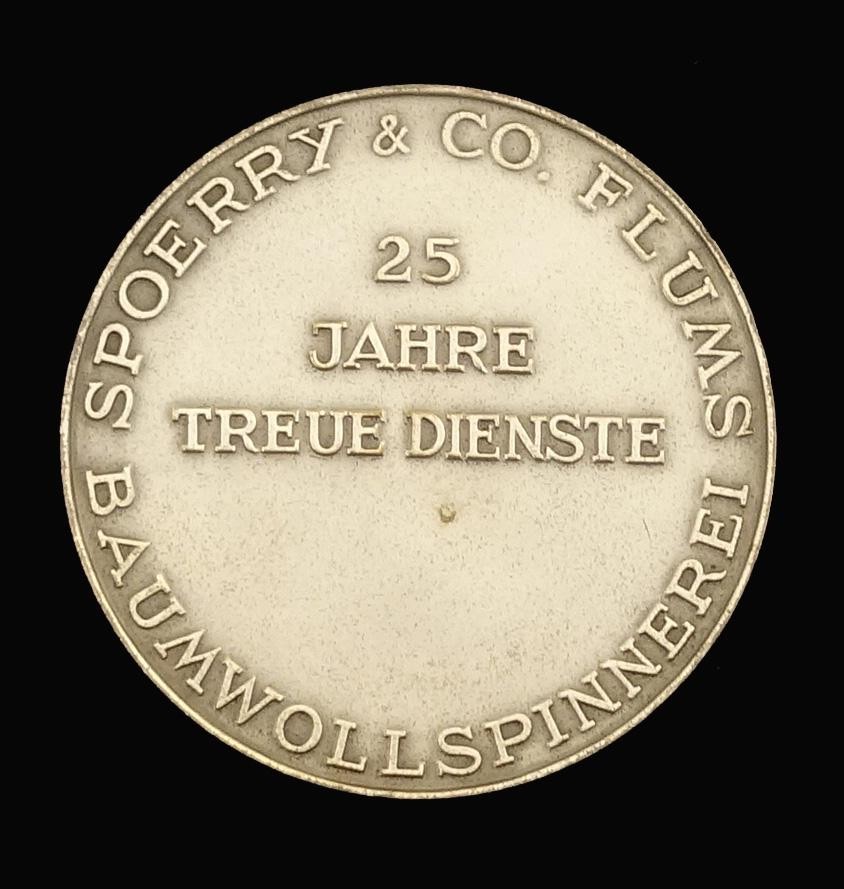 SPOERRY & CO. FLUMS
25
JAHRE
TREUE DIENSTE
BAUMWOLLSPINNEREI